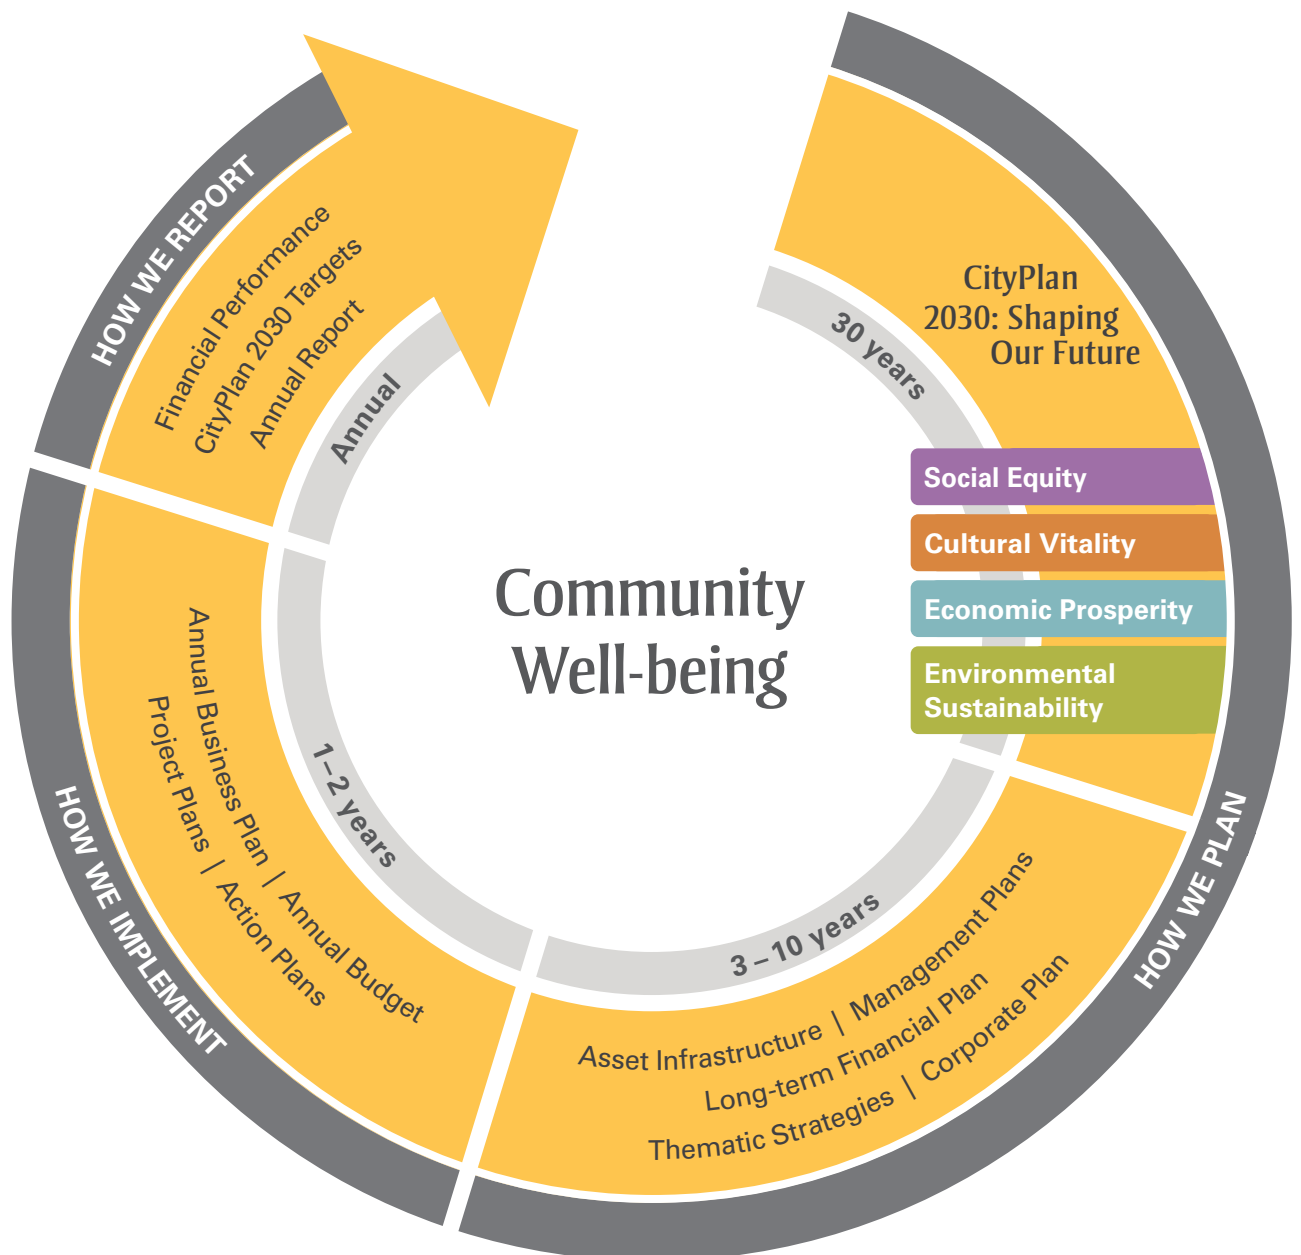 CityPlan
2030: Shaping
Our Future
30 years
Social Equity
Cultural Vitality
Economic Prosperity
Environmental
Sustainability
HOW WE PLAN
3–10 years
Asset Infrastructure | Management Plans
Long-term Financial Plan
Thematic Strategies | Corporate Plan
1–2 years
Annual Business Plan | Annual Budget
Project Plans | Action Plans
HOW WE IMPLEMENT
HOW WE REPORT
Financial Performance
CityPlan 2030 Targets
Annual Report
Annual
Community
Well-being